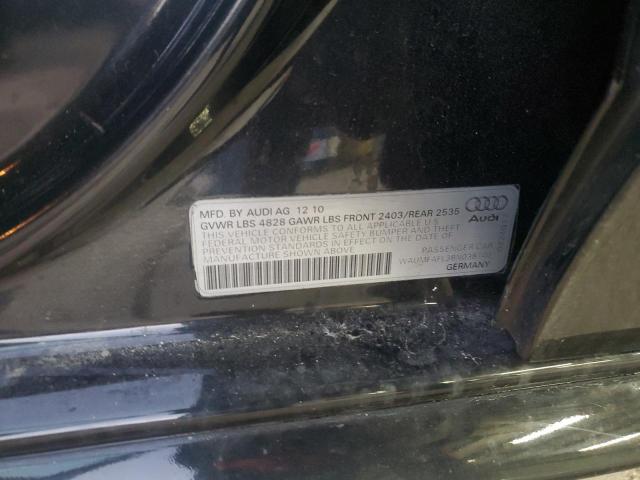 MFD. BY AUDI AG 12 10
GVWR LBS 4828 GAWR LBS FRONT 2403/REAR 2535
THIS VEHICLE CONFORMS TO ALL APPLICABLE U.S.
FEDERAL MOTOR VEHICLE SAFETY BUMPER AND THEFT
PREVENTION STANDARDS IN EFFECT ON THE DATE OF
MANUFACTURE SHOWN ABOVE
Audi
PASSENGER CAR
GERMANY